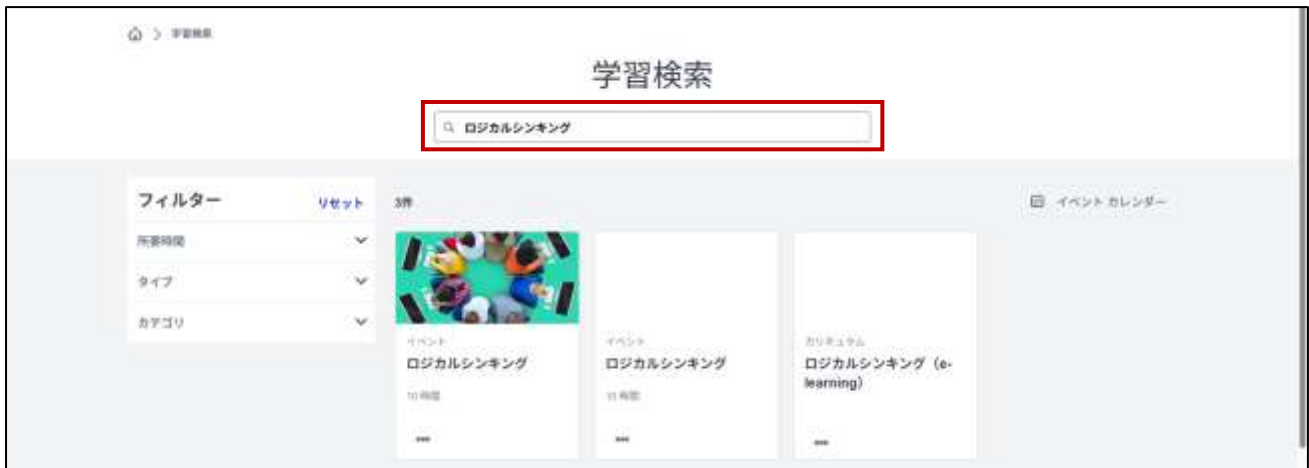 学習検索
学習検索
ロジカルシンキング
フィルター
リセット
3件
イベント カレンダー
所要時間
タイプ
カテゴリ
イベント
ロジカルシンキング
10 時間
イベント
ロジカルシンキング
カリキュラム
ロジカルシンキング（e-
learning）